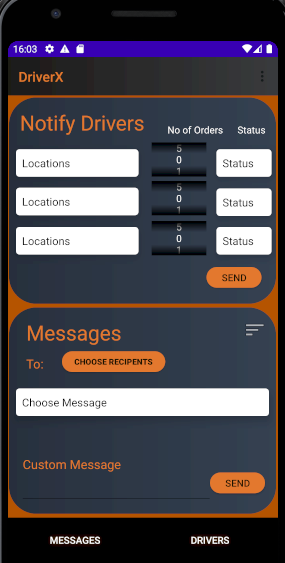 16:03
DriverX
Notify Drivers
No of Orders Status
5
Locations 0 Status
1
5
Locations 0 Status
1
5
Locations 0 Status
1
SEND
Messages
To: CHOOSE RECIPENTS
Choose Message
Custom Message
SEND
MESSAGES DRIVERS